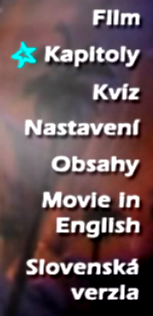 Film
Kapitoly
Kvíz
Nastavení
Obsahy
Movie in
English
Slovenská
verzia